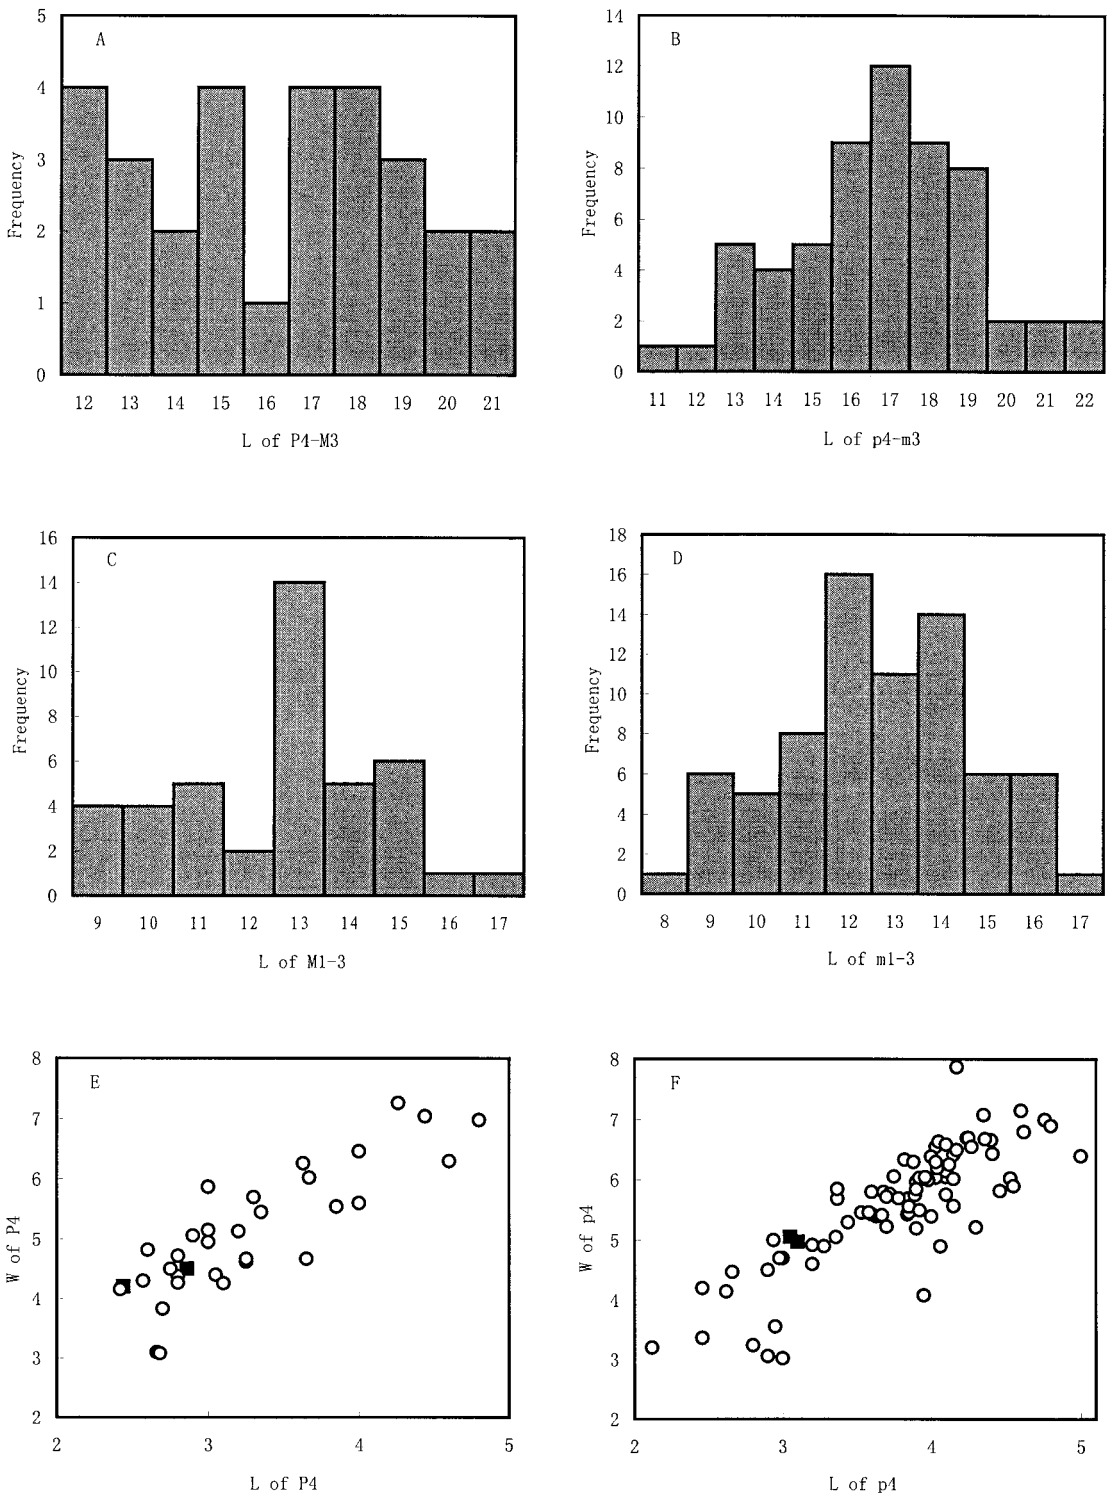 A
Frequency
5
4
3
2
1
0
12 13 14 15 16 17 18 19 20 21
L of P4-M3
B
Frequency
14
12
10
8
6
4
2
0
11 12 13 14 15 16 17 18 19 20 21 22
L of p4-m3
C
Frequency
16
14
12
10
8
6
4
2
0
9 10 11 12 13 14 15 16 17
L of M1-3
D
Frequency
18
16
14
12
10
8
6
4
2
0
8 9 10 11 12 13 14 15 16 17
L of m1-3
E
W of P4
8
7
6
5
4
3
2
2 3 4 5
L of P4
F
W of p4
8
7
6
5
4
3
2
2 3 4 5
L of p4